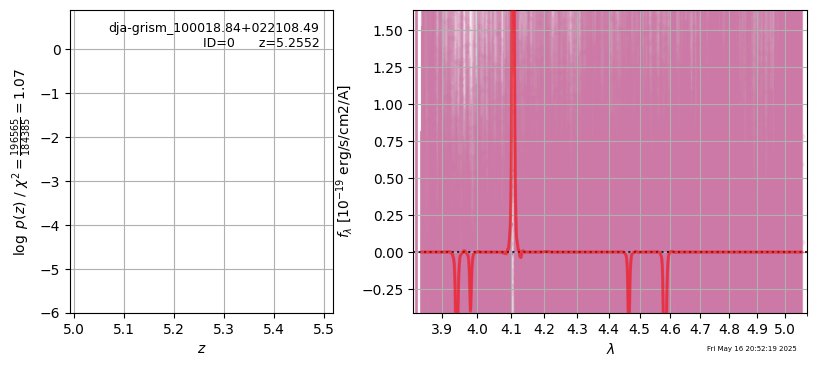 dja-grism_100018.84+022108.49
ID=0 z=5.2552
log p(z) / χ² = 196565/184385 = 1.07
0
−1
−2
−3
−4
−5
−6
5.0 5.1 5.2 5.3 5.4 5.5
z
fλ [10⁻¹⁹ erg/s/cm2/A]
1.50
1.25
1.00
0.75
0.50
0.25
0.00
−0.25
3.9 4.0 4.1 4.2 4.3 4.4 4.5 4.6 4.7 4.8 4.9 5.0
λ
Fri May 16 20:52:19 2025